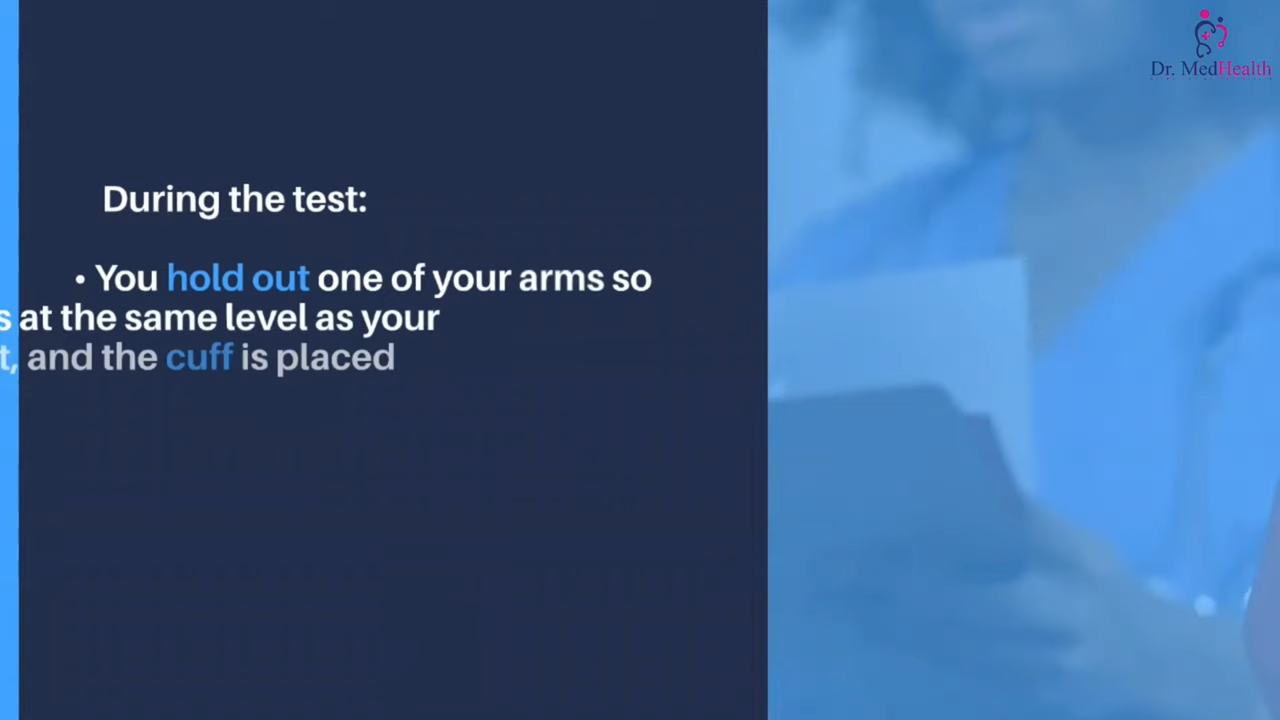 Dr. MedHealth
During the test:
• You hold out one of your arms so
s at the same level as your
t, and the cuff is placed